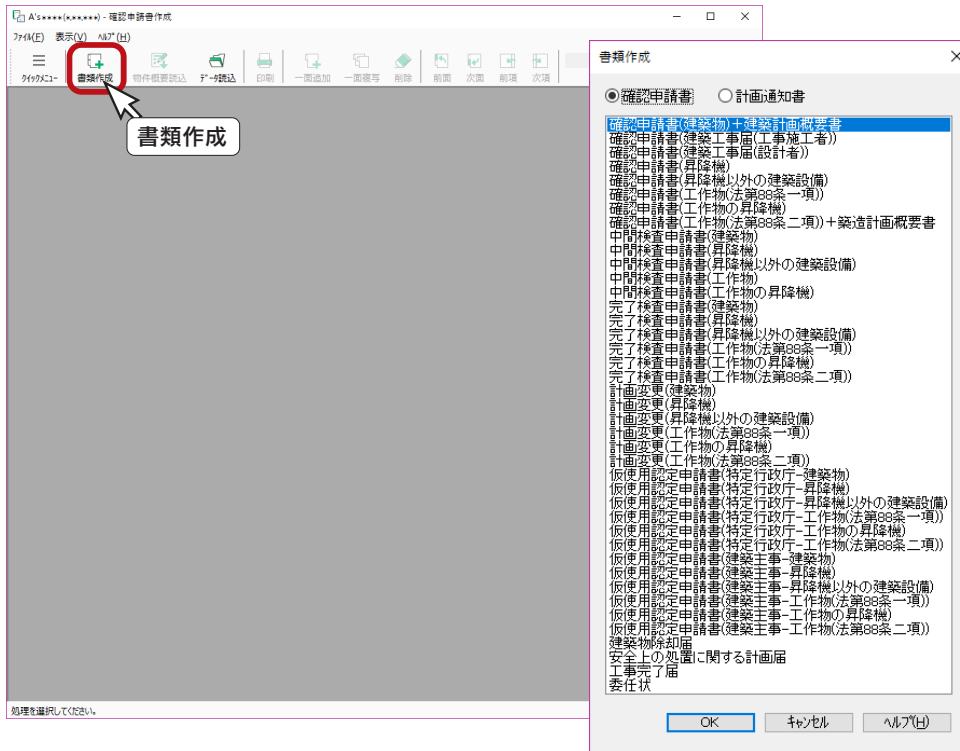 A's****(*,**,***) - 確認申請書作成
ﾌｧｲﾙ(F) 表示(V) ﾍﾙﾌﾟ(H)
ｸｲｯｸﾒﾆｭｰ 書類作成 物件概要読込 ﾃﾞｰﾀ読込 印刷 一面追加 一面複写 削除 前面 次面 前項 次項
書類作成
処理を選択してください。
書類作成
確認申請書 計画通知書
確認申請書(建築物)＋建築計画概要書
確認申請書(建築工事届(工事施工者))
確認申請書(建築工事届(設計者))
確認申請書(昇降機)
確認申請書(昇降機以外の建築設備)
確認申請書(工作物(法第88条一項))
確認申請書(工作物の昇降機)
確認申請書(工作物(法第88条二項))＋築造計画概要書
中間検査申請書(建築物)
中間検査申請書(昇降機)
中間検査申請書(昇降機以外の建築設備)
中間検査申請書(工作物)
中間検査申請書(工作物の昇降機)
完了検査申請書(建築物)
完了検査申請書(昇降機)
完了検査申請書(昇降機以外の建築設備)
完了検査申請書(工作物(法第88条一項))
完了検査申請書(工作物の昇降機)
完了検査申請書(工作物(法第88条二項))
計画変更(建築物)
計画変更(昇降機)
計画変更(昇降機以外の建築設備)
計画変更(工作物(法第88条一項))
計画変更(工作物の昇降機)
計画変更(工作物(法第88条二項))
仮使用認定申請書(特定行政庁−建築物)
仮使用認定申請書(特定行政庁−昇降機)
仮使用認定申請書(特定行政庁−昇降機以外の建築設備)
仮使用認定申請書(特定行政庁−工作物(法第88条一項))
仮使用認定申請書(特定行政庁−工作物の昇降機)
仮使用認定申請書(特定行政庁−工作物(法第88条二項))
仮使用認定申請書(建築主事−建築物)
仮使用認定申請書(建築主事−昇降機)
仮使用認定申請書(建築主事−昇降機以外の建築設備)
仮使用認定申請書(建築主事−工作物(法第88条一項))
仮使用認定申請書(建築主事−工作物の昇降機)
仮使用認定申請書(建築主事−工作物(法第88条二項))
建築物除却届
安全上の処置に関する計画届
工事完了届
委任状
OK ｷｬﾝｾﾙ ﾍﾙﾌﾟ(H)